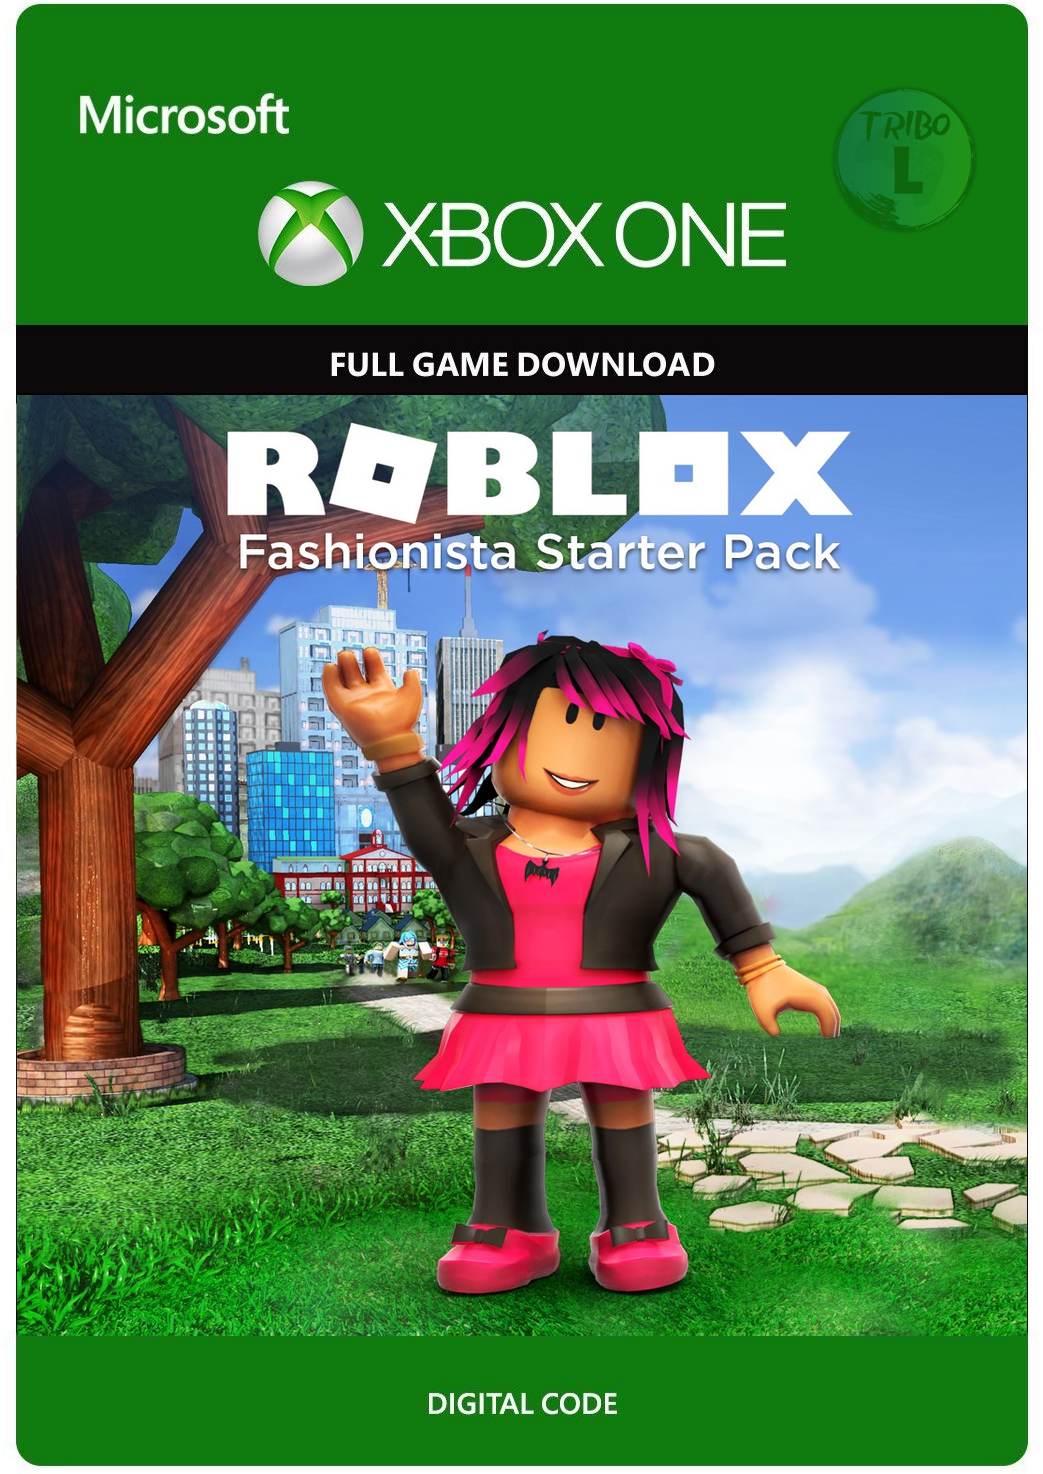 Microsoft
TRIBO
L
XBOX ONE
FULL GAME DOWNLOAD
ROBLOX
Fashionista Starter Pack
DIGITAL CODE